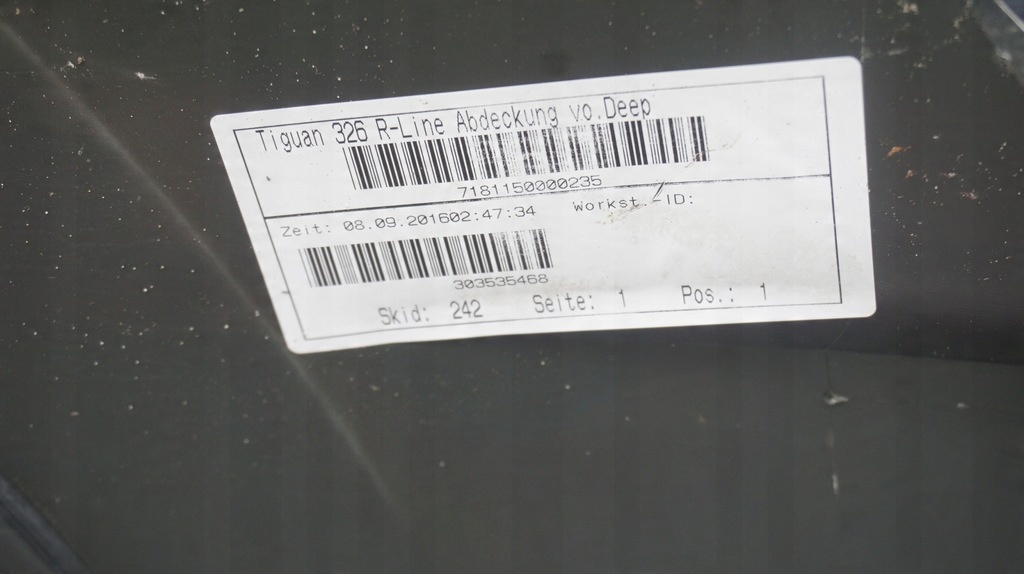 Tiguan 326 R-Line Abdeckung vo.Deep
7181150000235
Zeit: 08.09.201602:47:34 Workst.-ID:
303535468
Skid: 242 Seite: 1 Pos.: 1